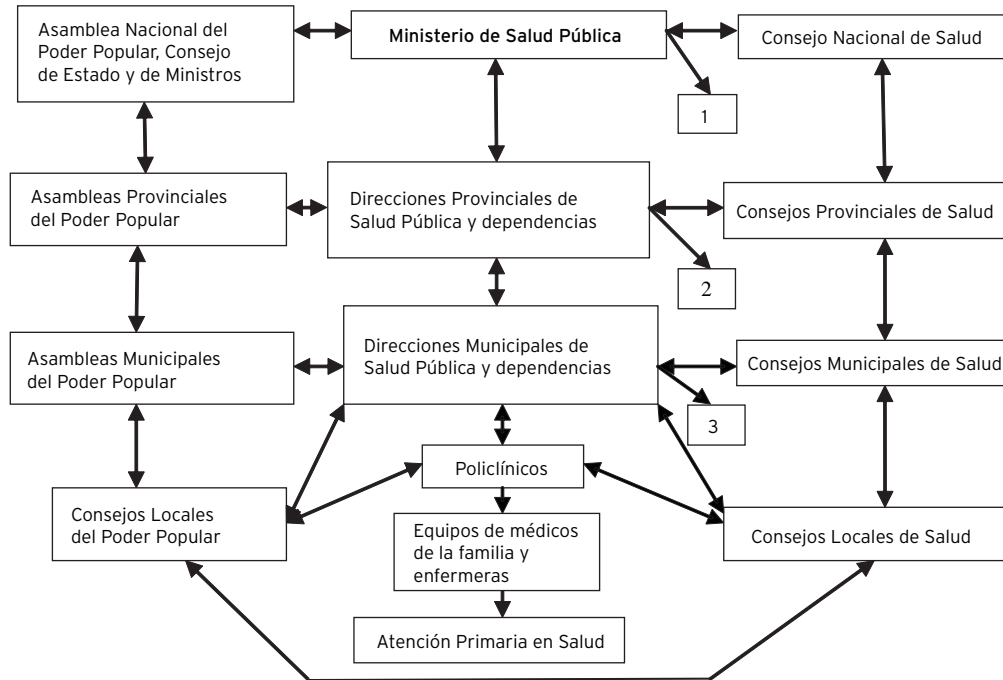 Asamblea Nacional del
Poder Popular, Consejo
de Estado y de Ministros
Ministerio de Salud Pública
Consejo Nacional de Salud
1
Asambleas Provinciales
del Poder Popular
Direcciones Provinciales de
Salud Pública y dependencias
Consejos Provinciales de Salud
2
Asambleas Municipales
del Poder Popular
Direcciones Municipales de
Salud Pública y dependencias
Consejos Municipales de Salud
3
Policlínicos
Consejos Locales
del Poder Popular
Equipos de médicos
de la familia y
enfermeras
Consejos Locales de Salud
Atención Primaria en Salud